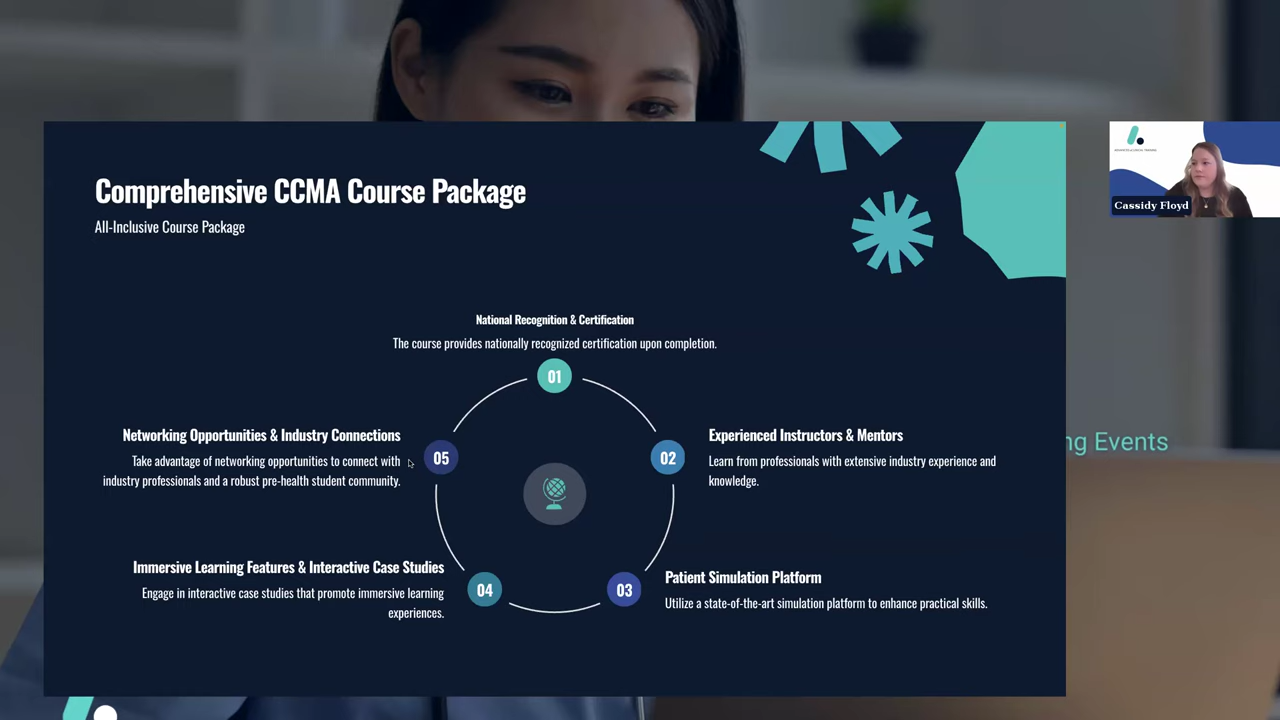 Comprehensive CCMA Course Package
All-Inclusive Course Package
National Recognition & Certification
The course provides nationally recognized certification upon completion.
01
Networking Opportunities & Industry Connections
Take advantage of networking opportunities to connect with
industry professionals and a robust pre-health student community.
05
02
Experienced Instructors & Mentors
Learn from professionals with extensive industry experience and
knowledge.
Immersive Learning Features & Interactive Case Studies
Engage in interactive case studies that promote immersive learning
experiences.
04
03
Patient Simulation Platform
Utilize a state-of-the-art simulation platform to enhance practical skills.
Cassidy Floyd
ng Events